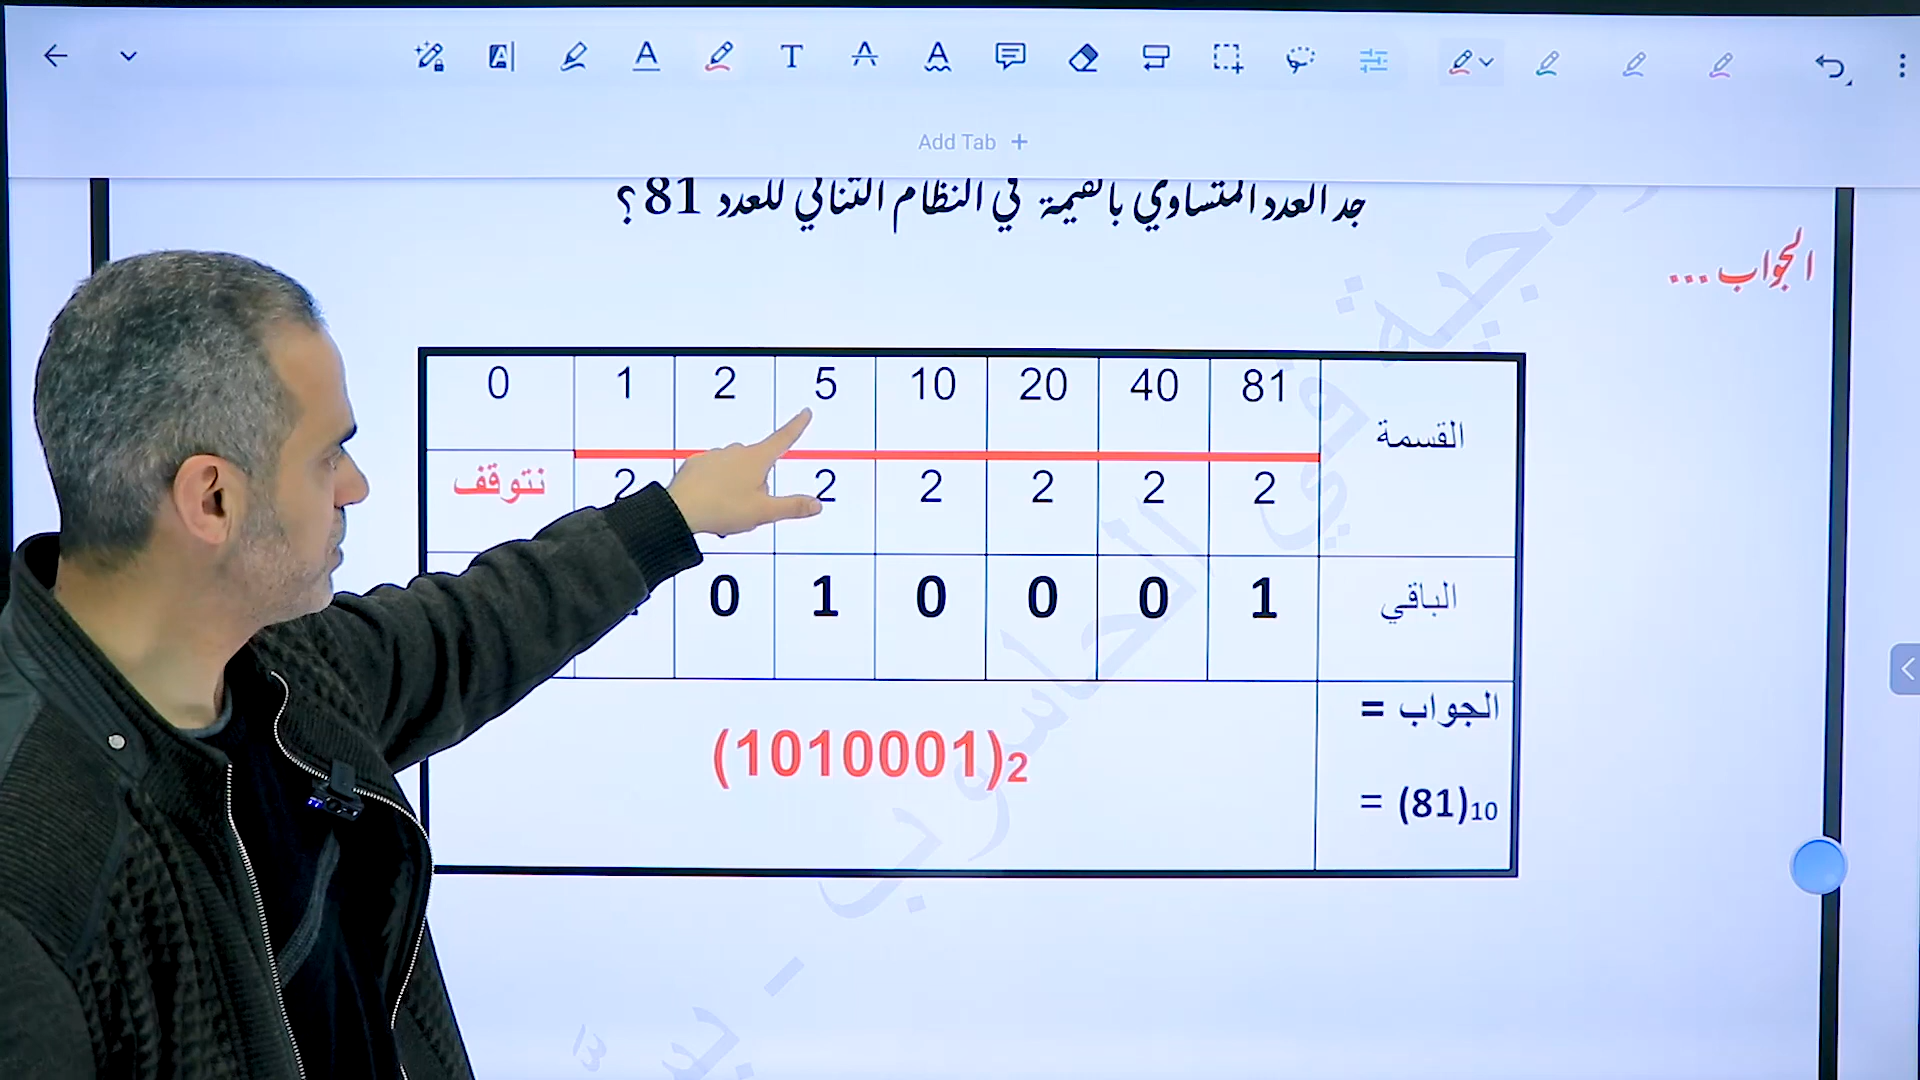 Add Tab +
جد العدد المتساوي بالقيمة في النظام الثنائي للعدد 81 ؟
الجواب ...
القسمة 81 40 20 10 5 2 1 0
2 2 2 2 2 2 نتوقف
الباقي 1 0 0 0 1 0
الجواب =
= (81)10
(1010001)2
الحاسوب -